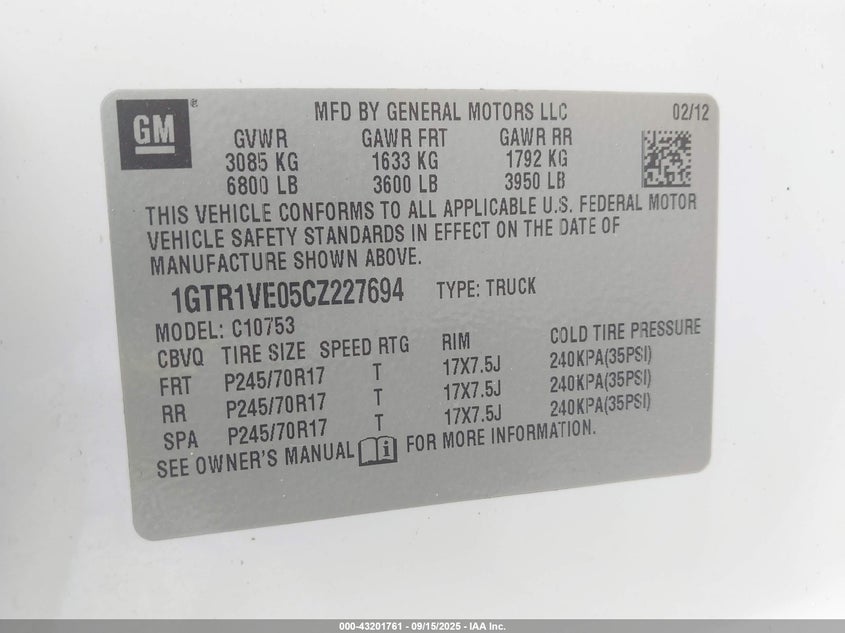 GM ®
MFD BY GENERAL MOTORS LLC 02/12
GVWR GAWR FRT GAWR RR
3085 KG 1633 KG 1792 KG
6800 LB 3600 LB 3950 LB
THIS VEHICLE CONFORMS TO ALL APPLICABLE U.S. FEDERAL MOTOR
VEHICLE SAFETY STANDARDS IN EFFECT ON THE DATE OF
MANUFACTURE SHOWN ABOVE.
1GTR1VE05CZ227694 TYPE: TRUCK
MODEL: C10753
CBVQ TIRE SIZE SPEED RTG RIM COLD TIRE PRESSURE
FRT P245/70R17 T 17X7.5J 240KPA(35PSI)
RR P245/70R17 T 17X7.5J 240KPA(35PSI)
SPA P245/70R17 T 17X7.5J 240KPA(35PSI)
SEE OWNER'S MANUAL i FOR MORE INFORMATION.
000-43201761 - 09/15/2025 - IAA Inc.